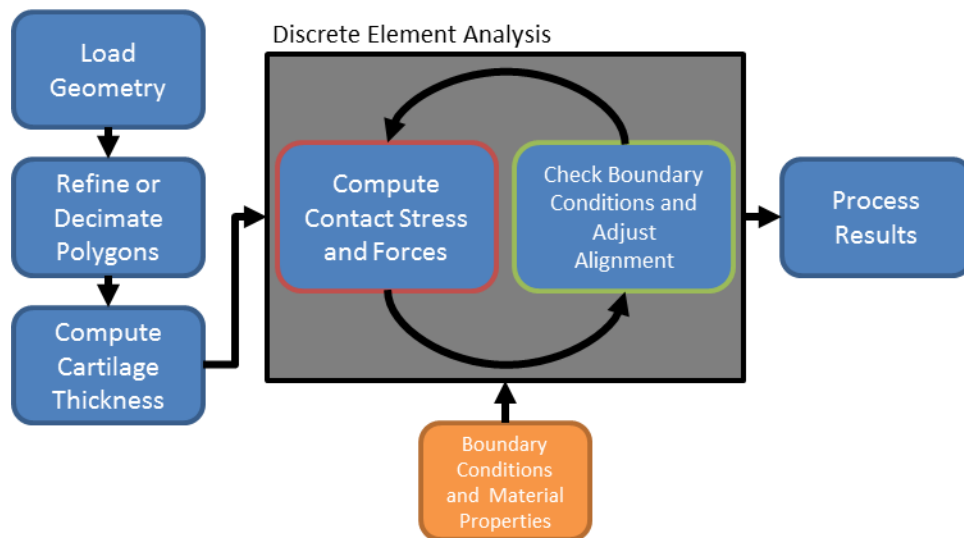 Discrete Element Analysis
Load
Geometry
Refine or
Decimate
Polygons
Compute
Cartilage
Thickness
Compute
Contact Stress
and Forces
Check Boundary
Conditions and
Adjust
Alignment
Process
Results
Boundary
Conditions
and Material
Properties